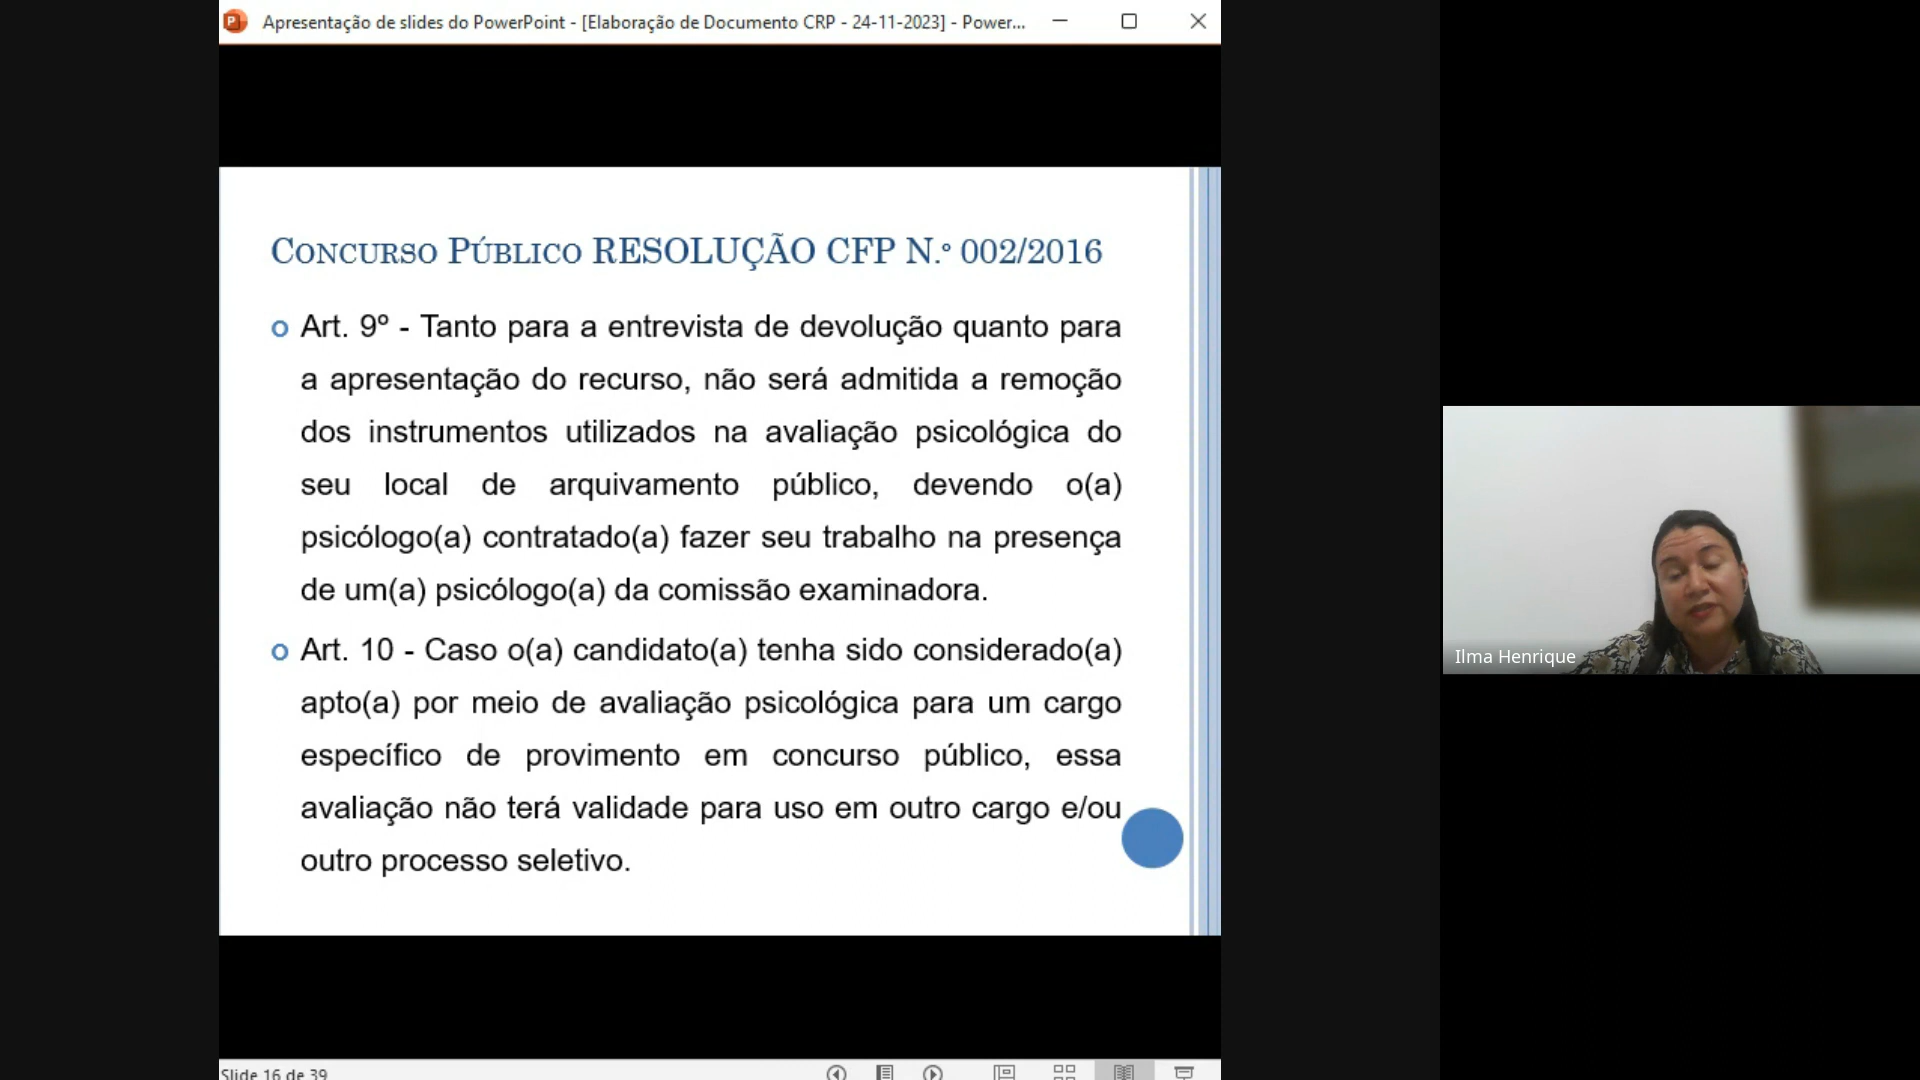 Apresentação de slides do PowerPoint - [Elaboração de Documento CRP - 24-11-2023] - Power...
CONCURSO PÚBLICO RESOLUÇÃO CFP N.º 002/2016
Art. 9º - Tanto para a entrevista de devolução quanto para
a apresentação do recurso, não será admitida a remoção
dos instrumentos utilizados na avaliação psicológica do
seu local de arquivamento público, devendo o(a)
psicólogo(a) contratado(a) fazer seu trabalho na presença
de um(a) psicólogo(a) da comissão examinadora.
Art. 10 - Caso o(a) candidato(a) tenha sido considerado(a)
apto(a) por meio de avaliação psicológica para um cargo
específico de provimento em concurso público, essa
avaliação não terá validade para uso em outro cargo e/ou
outro processo seletivo.
Ilma Henrique
Slide 16 de 39